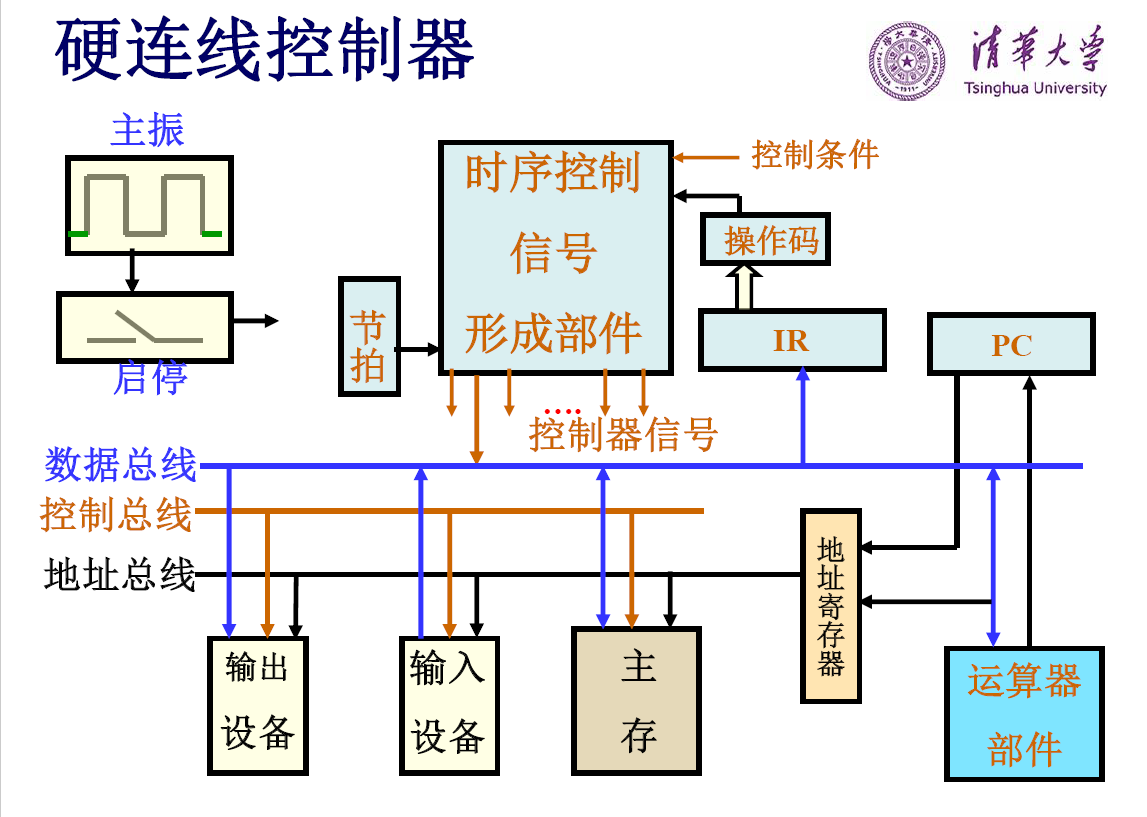 硬连线控制器
清华大学
Tsinghua University
主振
时序控制
信号
形成部件
控制条件
操作码
节
拍
IR
PC
启停
....
控制器信号
数据总线
控制总线
地址总线
地
址
寄
存
器
输出
设备
输入
设备
主
存
运算器
部件